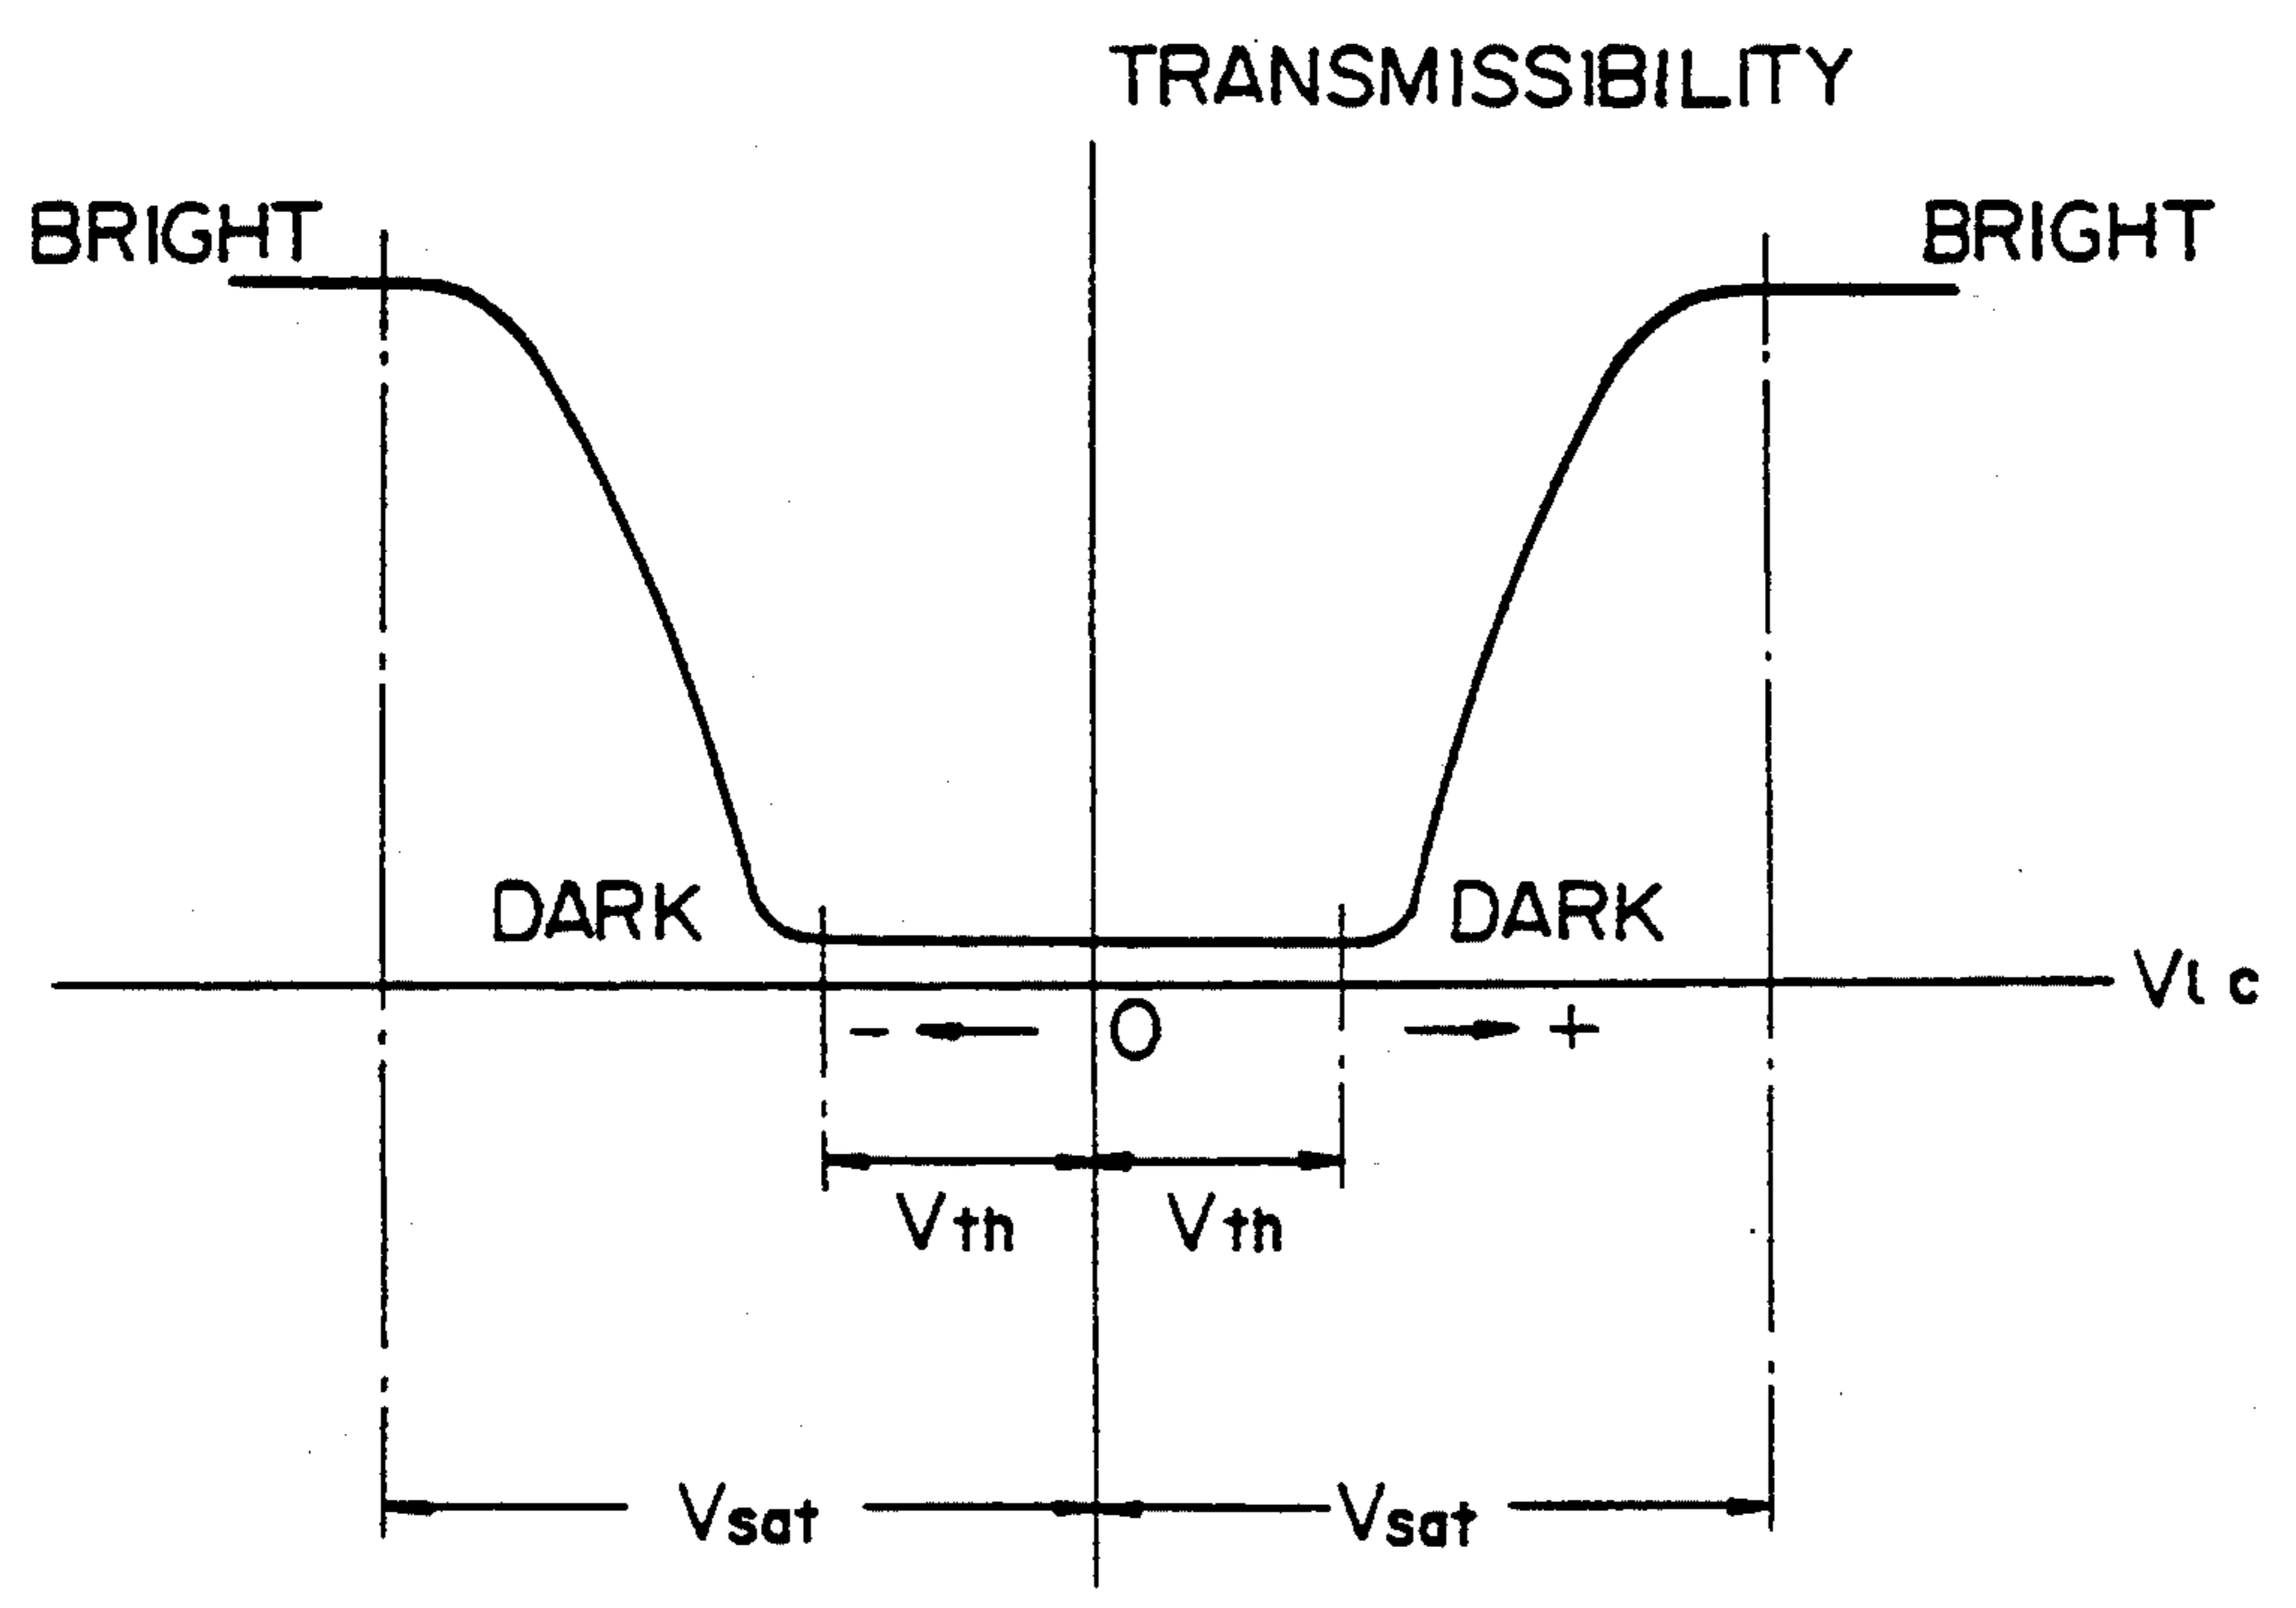 TRANSMISSIBILITY
BRIGHT BRIGHT
DARK DARK
Vlc
- 0 +
Vth Vth
Vsat Vsat